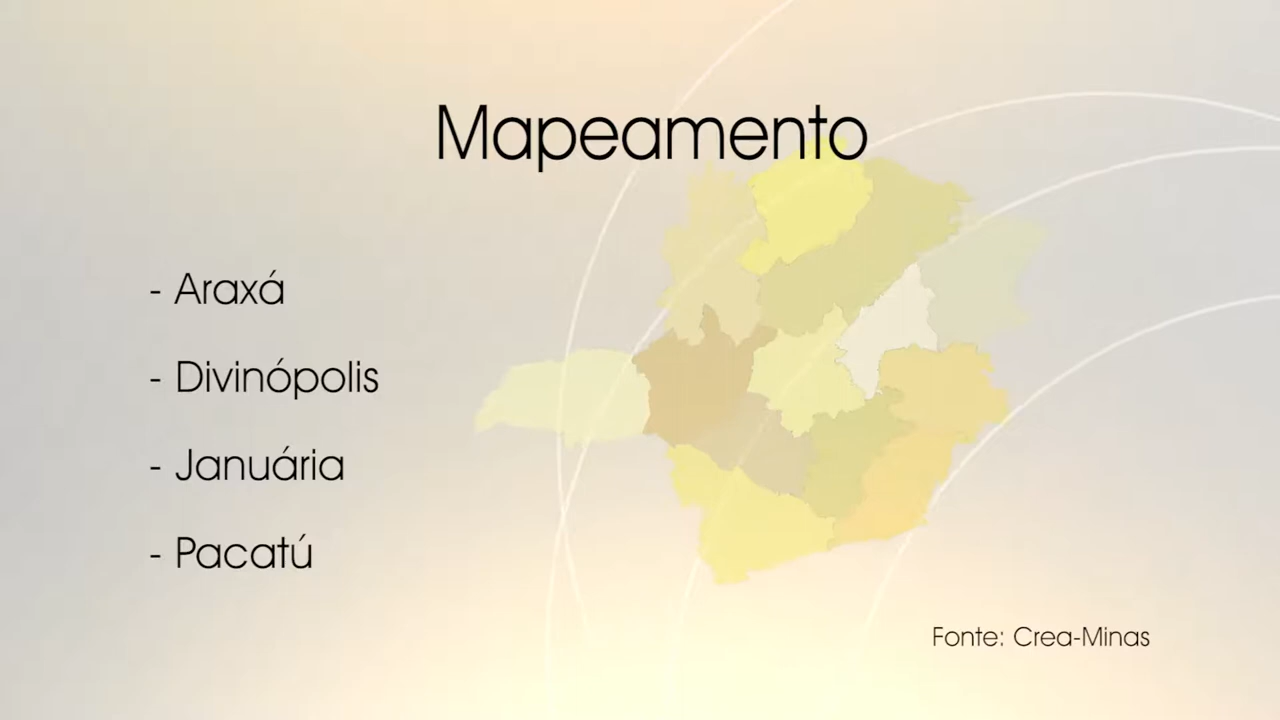 Mapeamento
- Araxá
- Divinópolis
- Januária
- Pacatú
Fonte: Crea-Minas